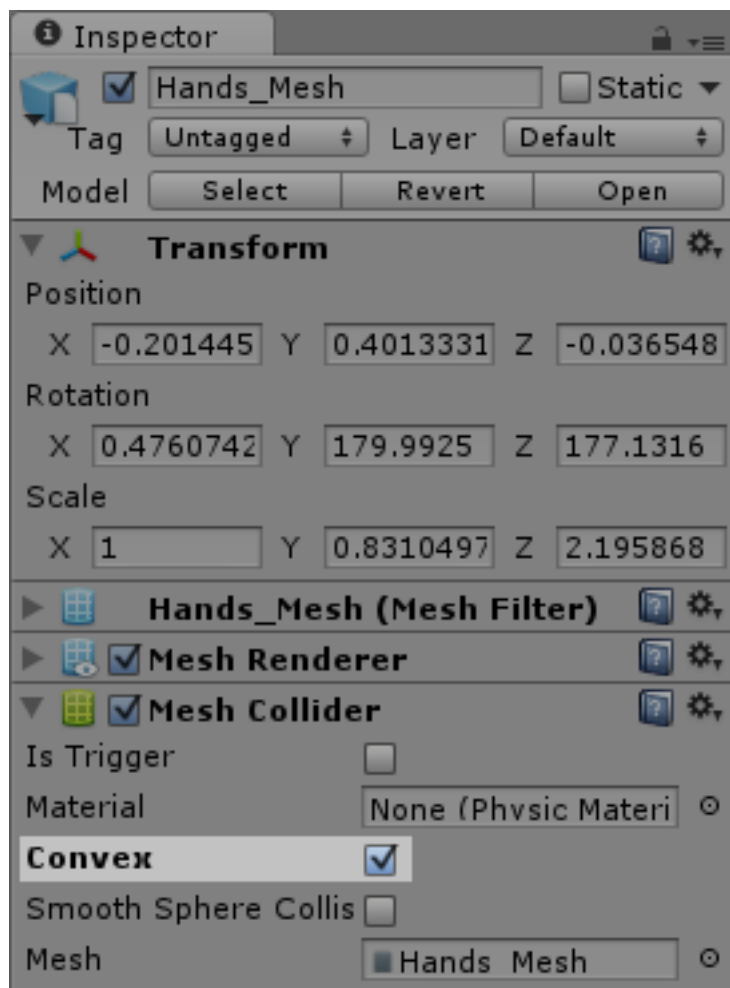 Inspector
Hands_Mesh Static
Tag Untagged Layer Default
Model Select Revert Open
Transform
Position
X -0.201445 Y 0.4013331 Z -0.036548
Rotation
X 0.4760742 Y 179.9925 Z 177.1316
Scale
X 1 Y 0.8310497 Z 2.195868
Hands_Mesh (Mesh Filter)
Mesh Renderer
Mesh Collider
Is Trigger
Material None (Physic Materi
Convex
Smooth Sphere Collis
Mesh Hands_Mesh